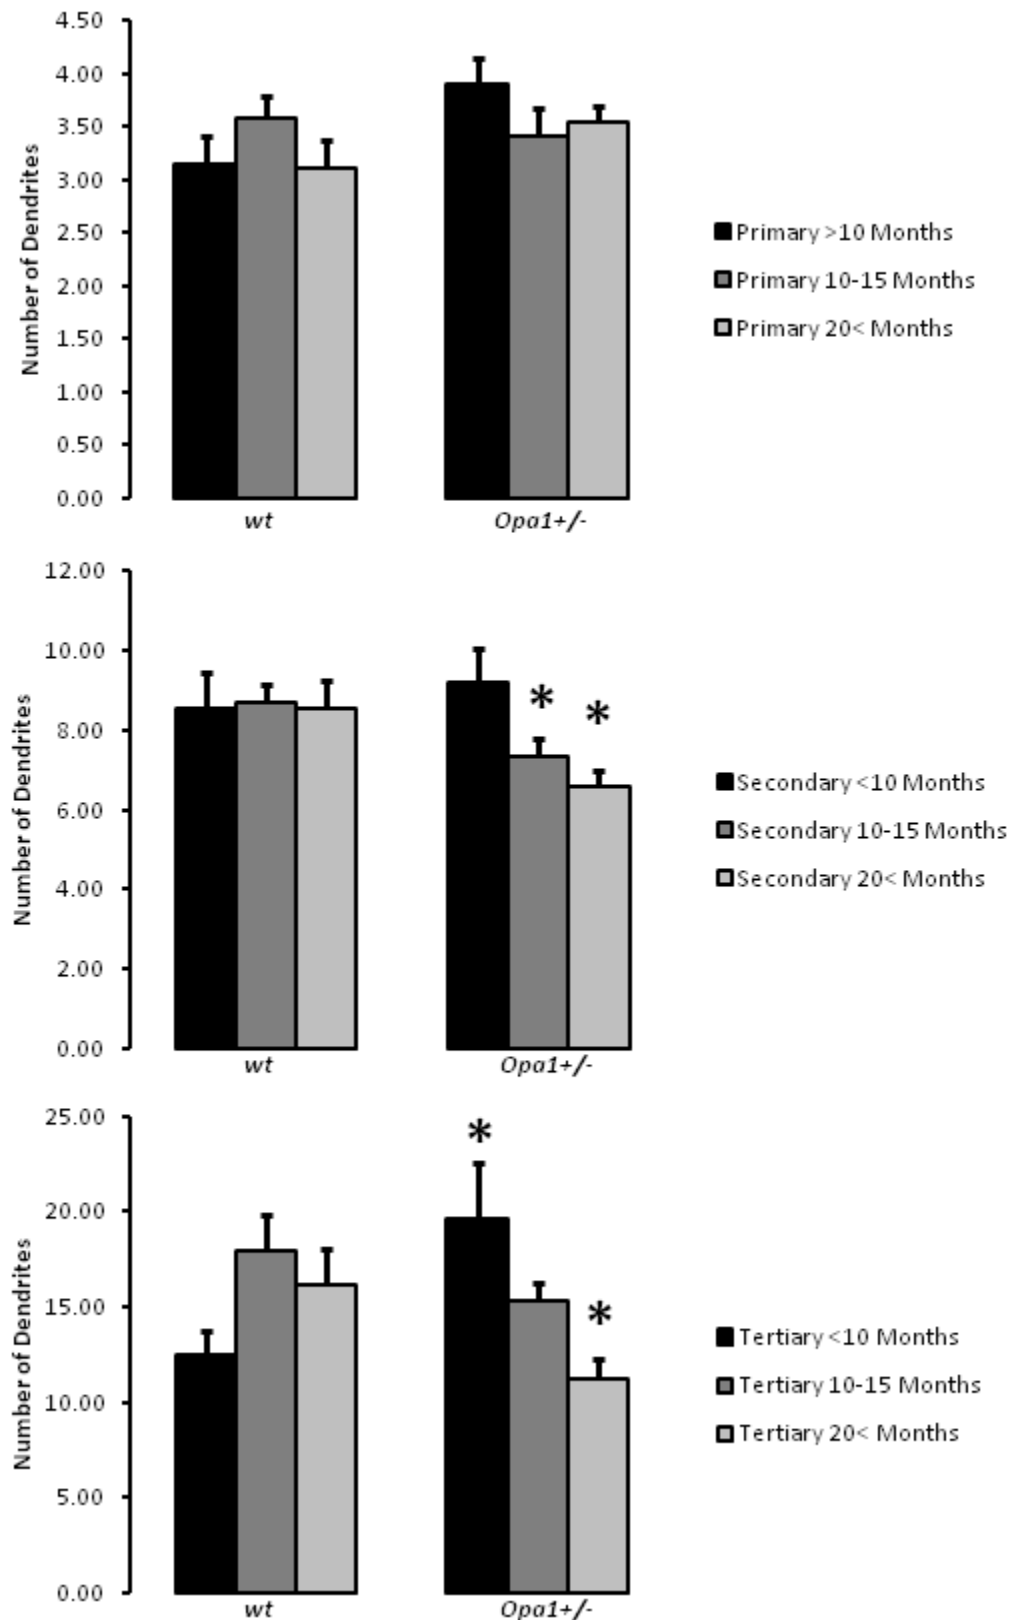 4.50
4.00
3.50
3.00
2.50
2.00
1.50
1.00
0.50
0.00
Number of Dendrites
wt
Opa1+/-
Primary >10 Months
Primary 10-15 Months
Primary 20< Months
12.00
10.00
8.00
6.00
4.00
2.00
0.00
Number of Dendrites
* *
wt
Opa1+/-
Secondary <10 Months
Secondary 10-15 Months
Secondary 20< Months
25.00
20.00
15.00
10.00
5.00
0.00
Number of Dendrites
*
*
wt
Opa1+/-
Tertiary <10 Months
Tertiary 10-15 Months
Tertiary 20< Months